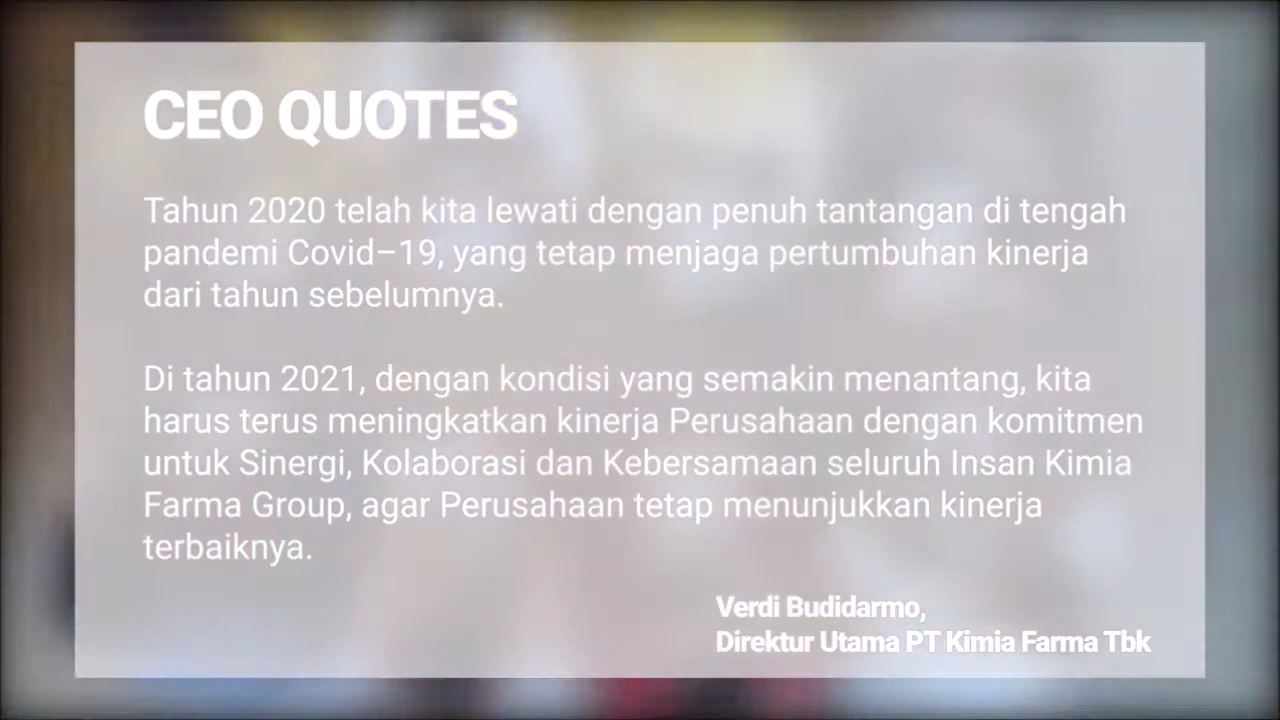 CEO QUOTES
Tahun 2020 telah kita lewati dengan penuh tantangan di tengah
pandemi Covid–19, yang tetap menjaga pertumbuhan kinerja
dari tahun sebelumnya.
Di tahun 2021, dengan kondisi yang semakin menantang, kita
harus terus meningkatkan kinerja Perusahaan dengan komitmen
untuk Sinergi, Kolaborasi dan Kebersamaan seluruh Insan Kimia
Farma Group, agar Perusahaan tetap menunjukkan kinerja
terbaiknya.
Verdi Budidarmo,
Direktur Utama PT Kimia Farma Tbk